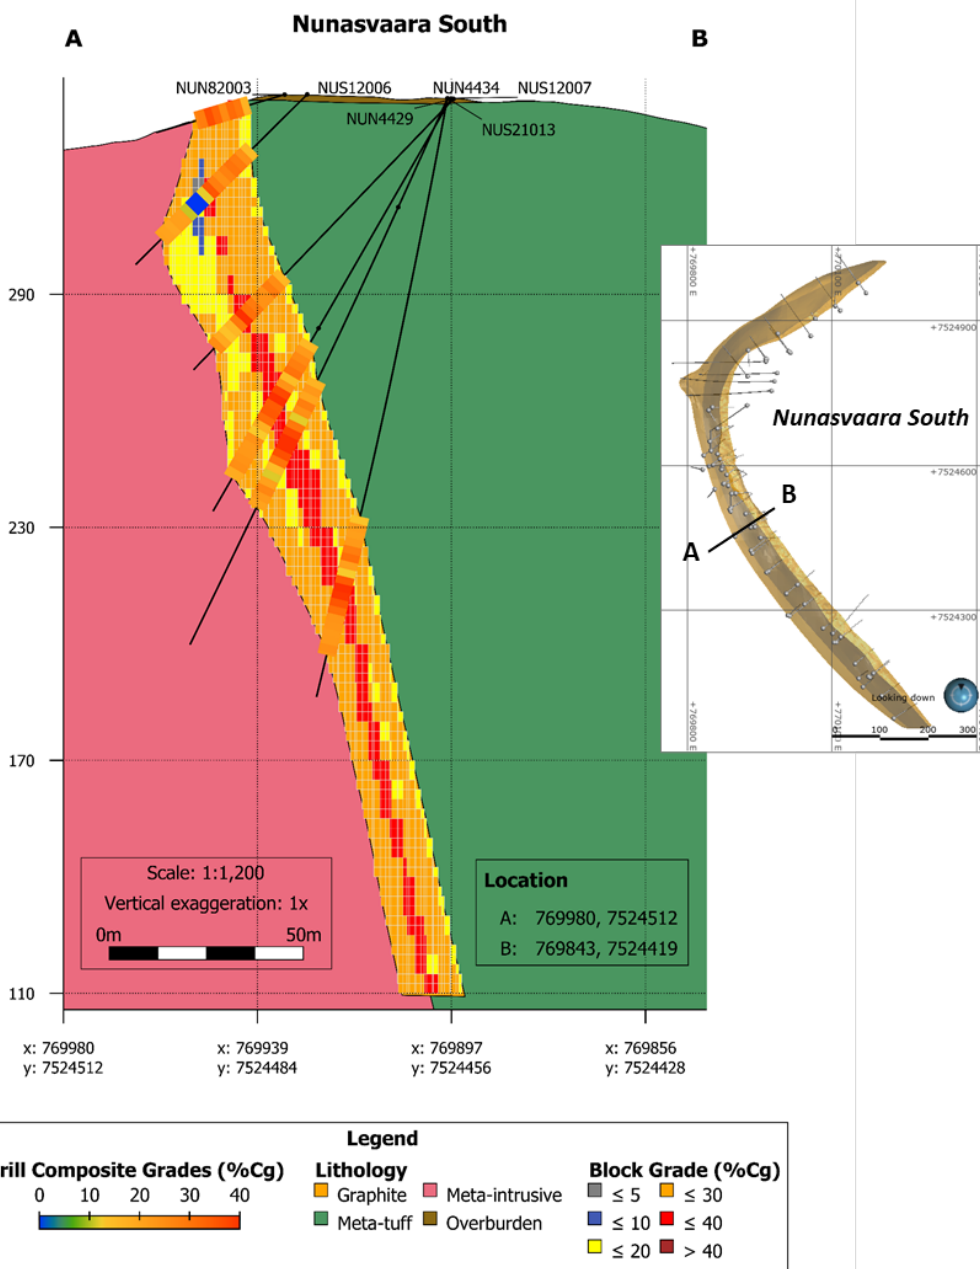 Nunasvaara South
A
B
NUN82003
NUS12006
NUN4434
NUS12007
NUN4429
NUS21013
290
230
170
110
Scale: 1:1,200
Vertical exaggeration: 1x
0m
50m
Location
A: 769980, 7524512
B: 769843, 7524419
x: 769980
y: 7524512
x: 769939
y: 7524484
x: 769897
y: 7524456
x: 769856
y: 7524428
+769800 E
+7524900
Nunasvaara South
+7524600
B
A
+7524300
Looking down
+769800 E
100
200
300
Legend
rill Composite Grades (%Cg)
0
10
20
30
40
Lithology
Graphite
Meta-intrusive
Meta-tuff
Overburden
Block Grade (%Cg)
≤ 5
≤ 30
≤ 10
≤ 40
≤ 20
> 40